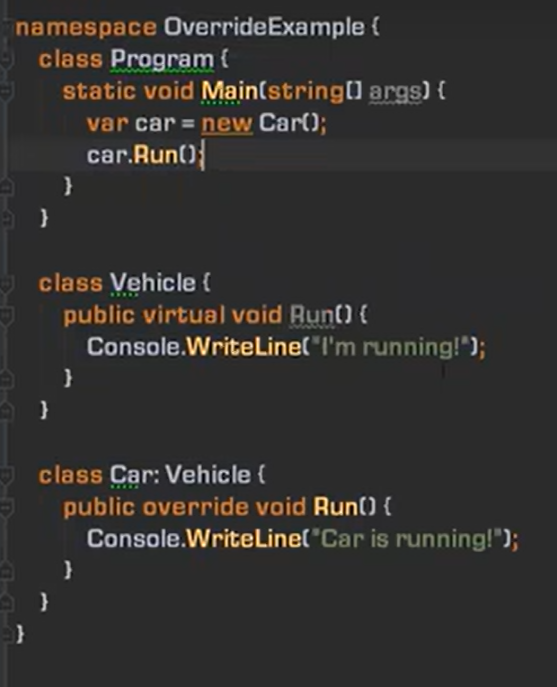 namespace OverrideExample {
class Program {
static void Main(string[] args) {
var car = new Car();
car.Run();
}
}
class Vehicle {
public virtual void Run() {
Console.WriteLine("I'm running!");
}
}
class Car: Vehicle {
public override void Run() {
Console.WriteLine("Car is running!");
}
}
}